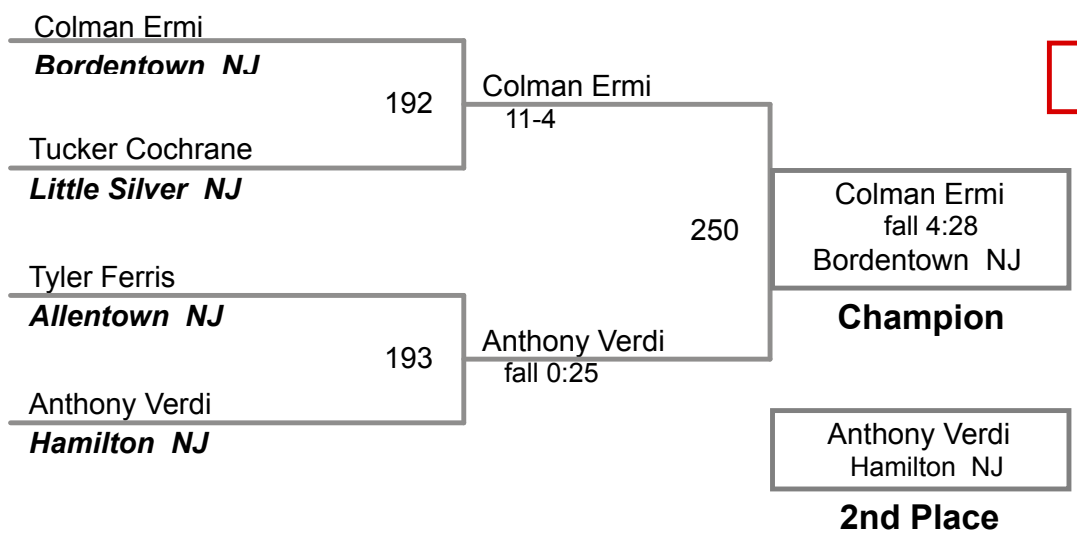 Colman Ermi
Bordentown NJ
192
Tucker Cochrane
Little Silver NJ
Colman Ermi
11-4
Tyler Ferris
Allentown NJ
193
Anthony Verdi
Hamilton NJ
Anthony Verdi
fall 0:25
250
Colman Ermi
fall 4:28
Bordentown NJ
Champion
Anthony Verdi
Hamilton NJ
2nd Place